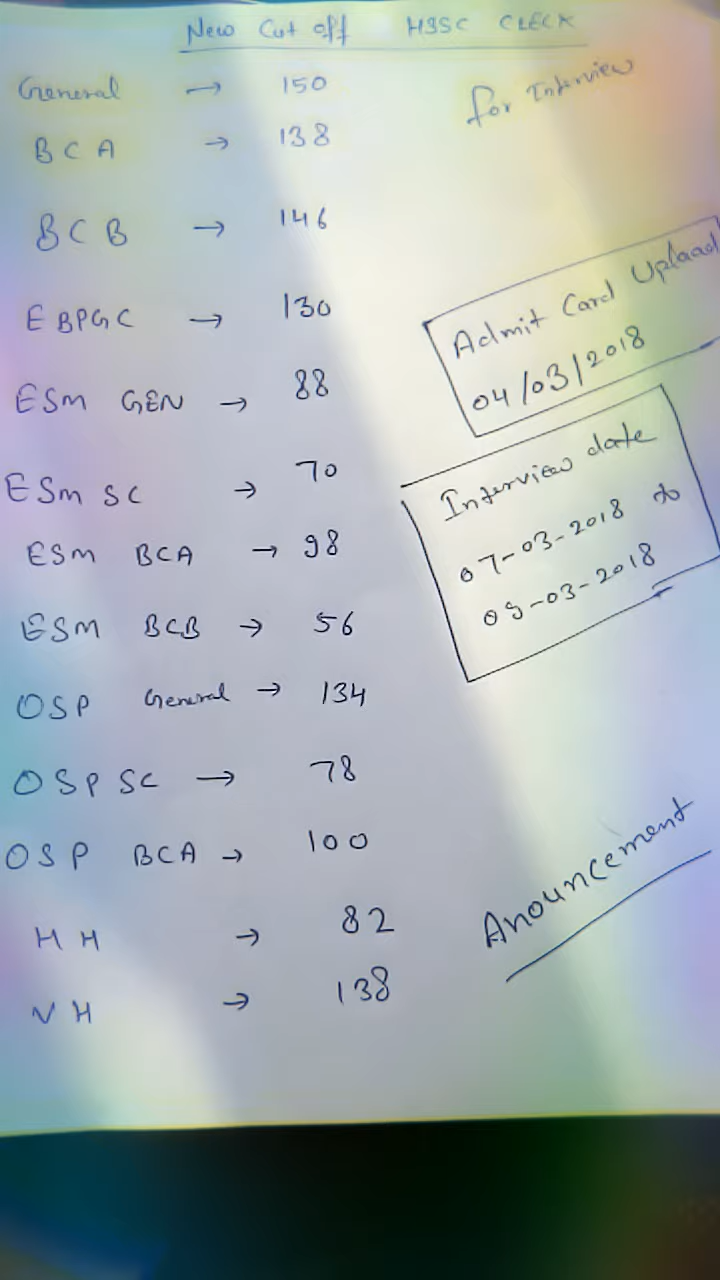 New Cut off HSSC CLECK
for Interview
General → 150
BCA → 138
BCB → 146
EBPGC → 130
ESM GEN → 88
ESM SC → 70
ESM BCA → 98
ESM BCB → 56
OSP General → 134
OSP SC → 78
OSP BCA → 100
HH → 82
VH → 138
Admit Card Upload
04/03/2018
Interview date
07-03-2018 to
09-03-2018
Anouncement